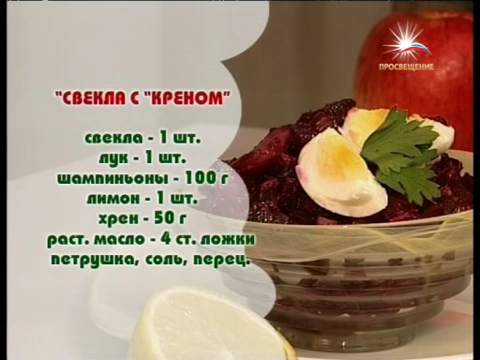 ПРОСВЕЩЕНИЕ
"СВЕКЛА С "КРЕНОМ"
свекла - 1 шт.
лук - 1 шт.
шампиньоны - 100 г
лимон - 1 шт.
хрен - 50 г
раст. масло - 4 ст. ложки
петрушка, соль, перец.